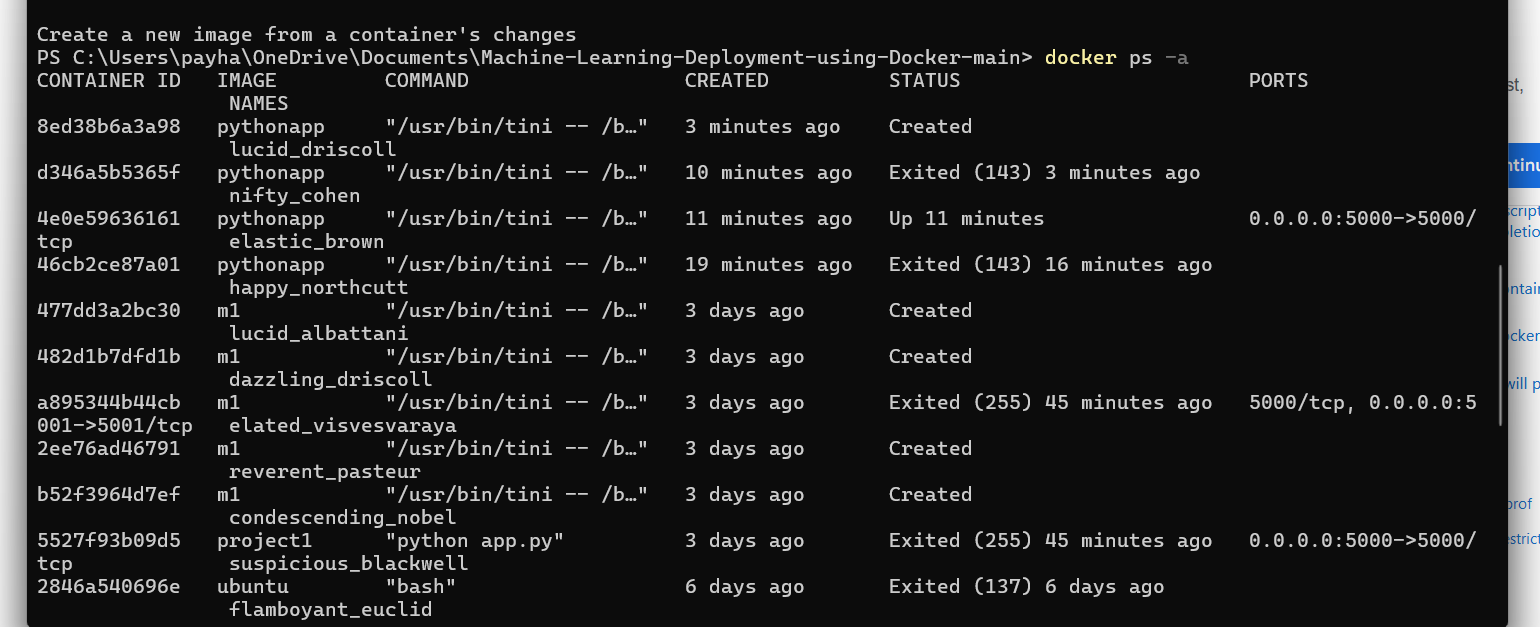 Create a new image from a container's changes
PS C:\Users\payha\OneDrive\Documents\Machine-Learning-Deployment-using-Docker-main> docker ps -a
CONTAINER ID   IMAGE         COMMAND                  CREATED          STATUS                        PORTS
                NAMES
8ed38b6a3a98   pythonapp     "/usr/bin/tini -- /b…"   3 minutes ago    Created
                lucid_driscoll
d346a5b5365f   pythonapp     "/usr/bin/tini -- /b…"   10 minutes ago   Exited (143) 3 minutes ago
                nifty_cohen
4e0e59636161   pythonapp     "/usr/bin/tini -- /b…"   11 minutes ago   Up 11 minutes                 0.0.0.0:5000->5000/
tcp             elastic_brown
46cb2ce87a01   pythonapp     "/usr/bin/tini -- /b…"   19 minutes ago   Exited (143) 16 minutes ago
                happy_northcutt
477dd3a2bc30   m1            "/usr/bin/tini -- /b…"   3 days ago       Created
                lucid_albattani
482d1b7dfd1b   m1            "/usr/bin/tini -- /b…"   3 days ago       Created
                dazzling_driscoll
a895344b44cb   m1            "/usr/bin/tini -- /b…"   3 days ago       Exited (255) 45 minutes ago   5000/tcp, 0.0.0.0:5
001->5001/tcp   elated_visvesvaraya
2ee76ad46791   m1            "/usr/bin/tini -- /b…"   3 days ago       Created
                reverent_pasteur
b52f3964d7ef   m1            "/usr/bin/tini -- /b…"   3 days ago       Created
                condescending_nobel
5527f93b09d5   project1      "python app.py"          3 days ago       Exited (255) 45 minutes ago   0.0.0.0:5000->5000/
tcp             suspicious_blackwell
2846a540696e   ubuntu        "bash"                   6 days ago       Exited (137) 6 days ago
                flamboyant_euclid